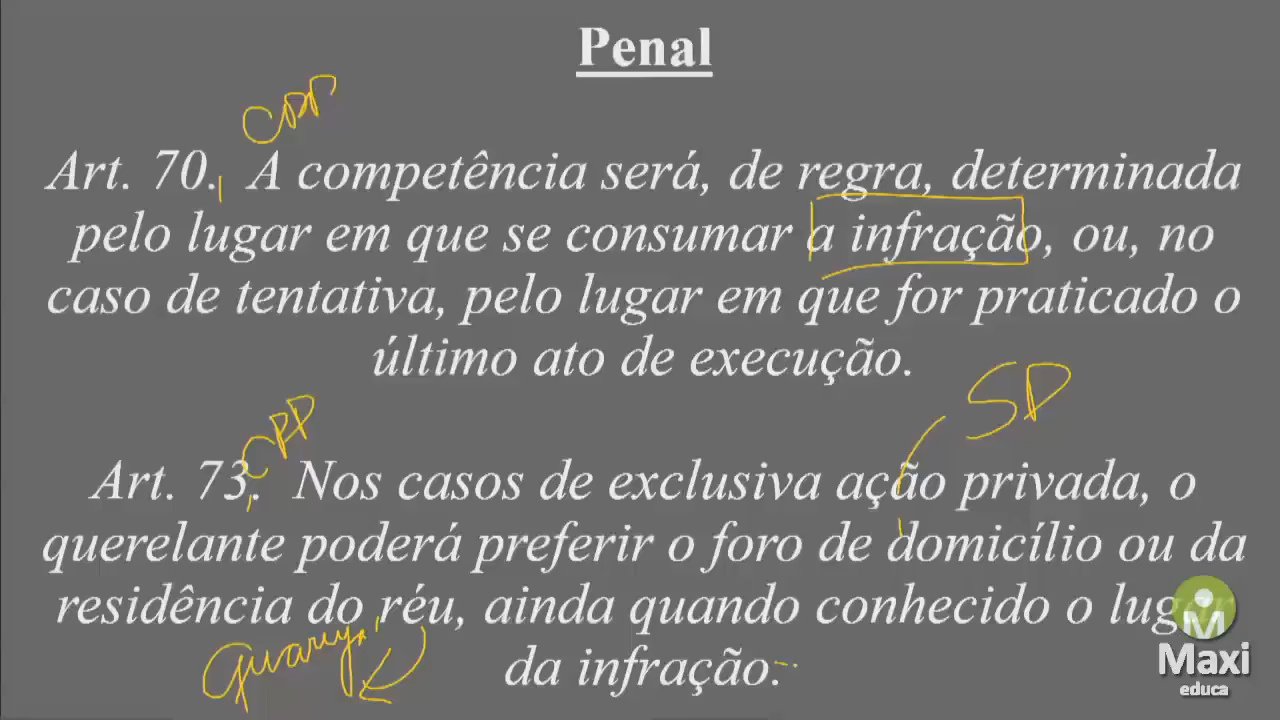 Penal
CPP
Art. 70. A competência será, de regra, determinada
pelo lugar em que se consumar a infração, ou, no
caso de tentativa, pelo lugar em que for praticado o
último ato de execução.
SP
CPP
Art. 73. Nos casos de exclusiva ação privada, o
querelante poderá preferir o foro de domicílio ou da
residência do réu, ainda quando conhecido o lugar
da infração.
Maxi
educa